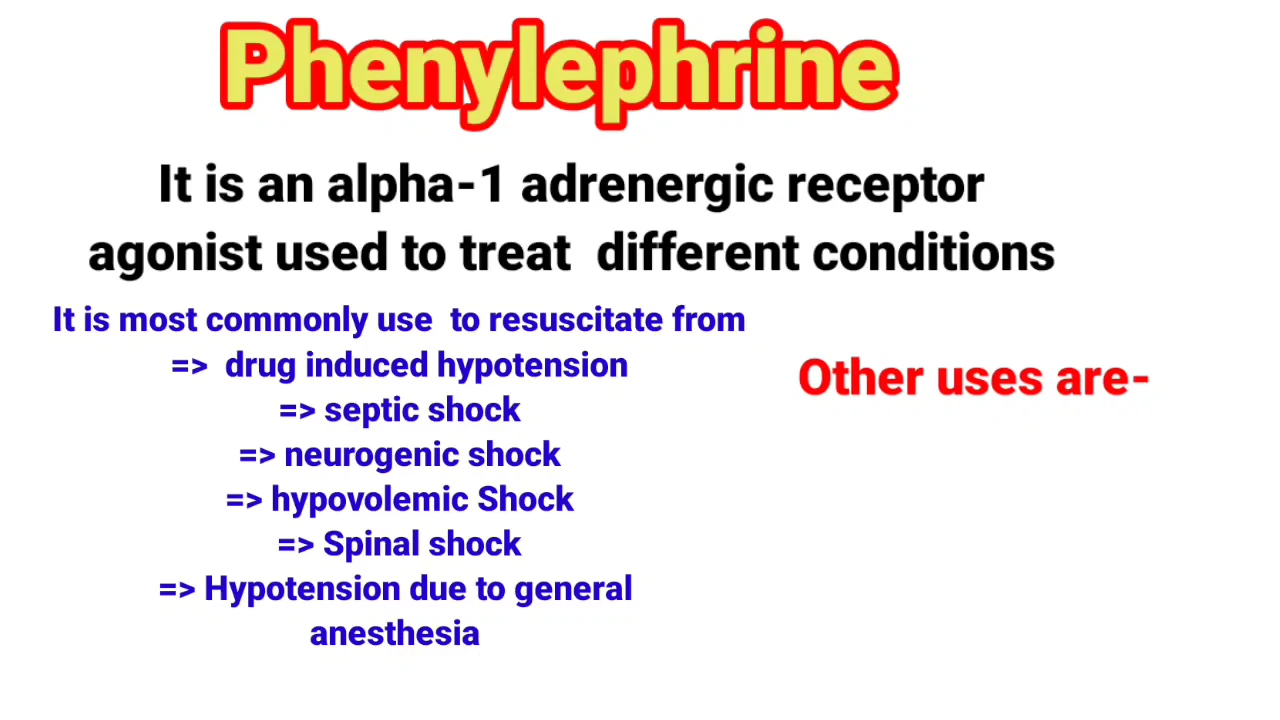 Phenylephrine
It is an alpha-1 adrenergic receptor
agonist used to treat  different conditions
It is most commonly use  to resuscitate from
=>  drug induced hypotension
=> septic shock
=> neurogenic shock
=> hypovolemic Shock
=> Spinal shock
=> Hypotension due to general
anesthesia
Other uses are-